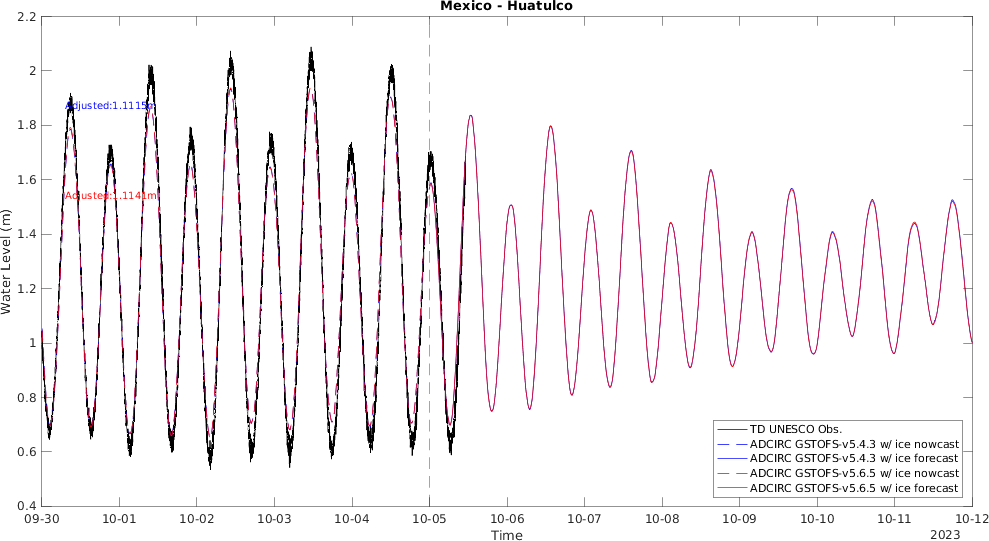 Mexico - Huatulco
2.2
2
1.8
1.6
1.4
1.2
1
0.8
0.6
0.4
Water Level (m)
Adjusted:1.1115m
Adjusted:1.1141m
TD UNESCO Obs.
ADCIRC GSTOFS-v5.4.3 w/ ice nowcast
ADCIRC GSTOFS-v5.4.3 w/ ice forecast
ADCIRC GSTOFS-v5.6.5 w/ ice nowcast
ADCIRC GSTOFS-v5.6.5 w/ ice forecast
09-30 10-01 10-02 10-03 10-04 10-05 10-06 10-07 10-08 10-09 10-10 10-11 10-12
Time
2023